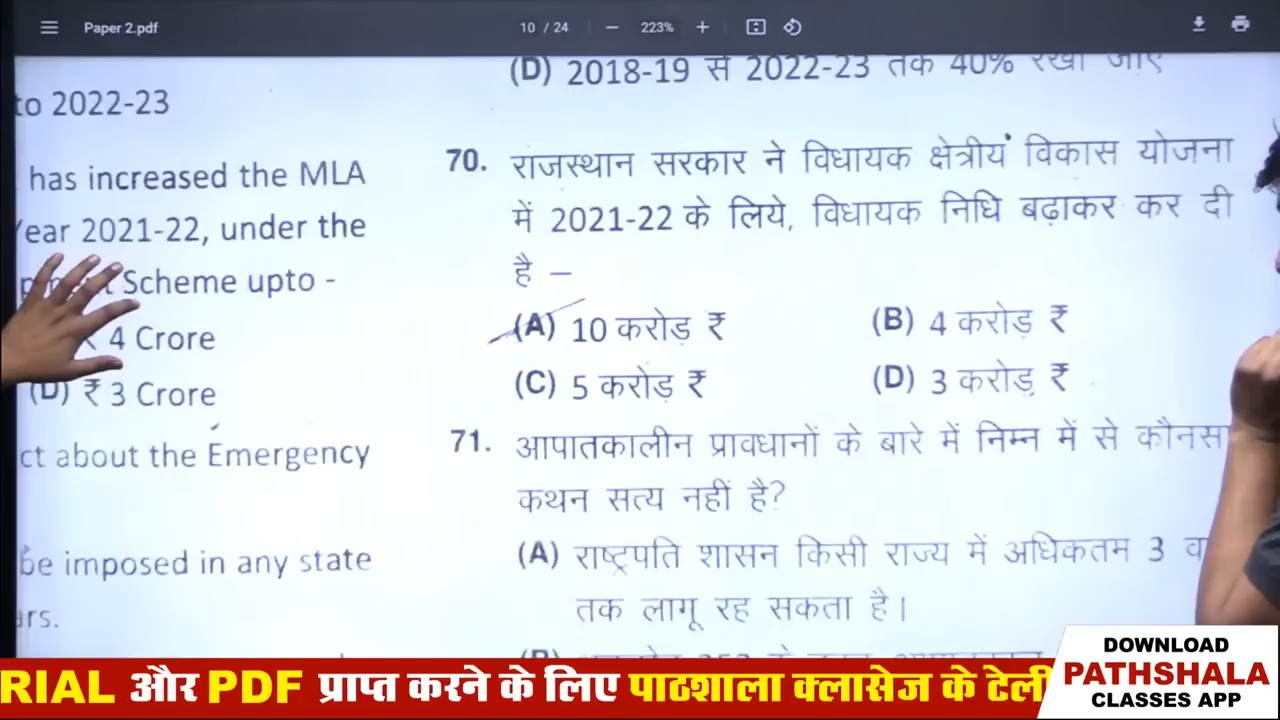 Paper 2.pdf
10 / 24
223%
(D) 2018-19 से 2022-23 तक 40% रखा जाए
to 2022-23
has increased the MLA
Year 2021-22, under the
Scheme upto -
4 Crore
(D) ₹ 3 Crore
ct about the Emergency
be imposed in any state
ars.
70. राजस्थान सरकार ने विधायक क्षेत्रीय विकास योजना
में 2021-22 के लिये, विधायक निधि बढ़ाकर कर दी
है –
(A) 10 करोड़ ₹ (B) 4 करोड़ ₹
(C) 5 करोड़ ₹ (D) 3 करोड़ ₹
71. आपातकालीन प्रावधानों के बारे में निम्न में से कौनसा
कथन सत्य नहीं है?
(A) राष्ट्रपति शासन किसी राज्य में अधिकतम 3 व
तक लागू रह सकता है।
RIAL और PDF प्राप्त करने के लिए पाठशाला क्लासेज के टेली
DOWNLOAD
PATHSHALA
CLASSES APP